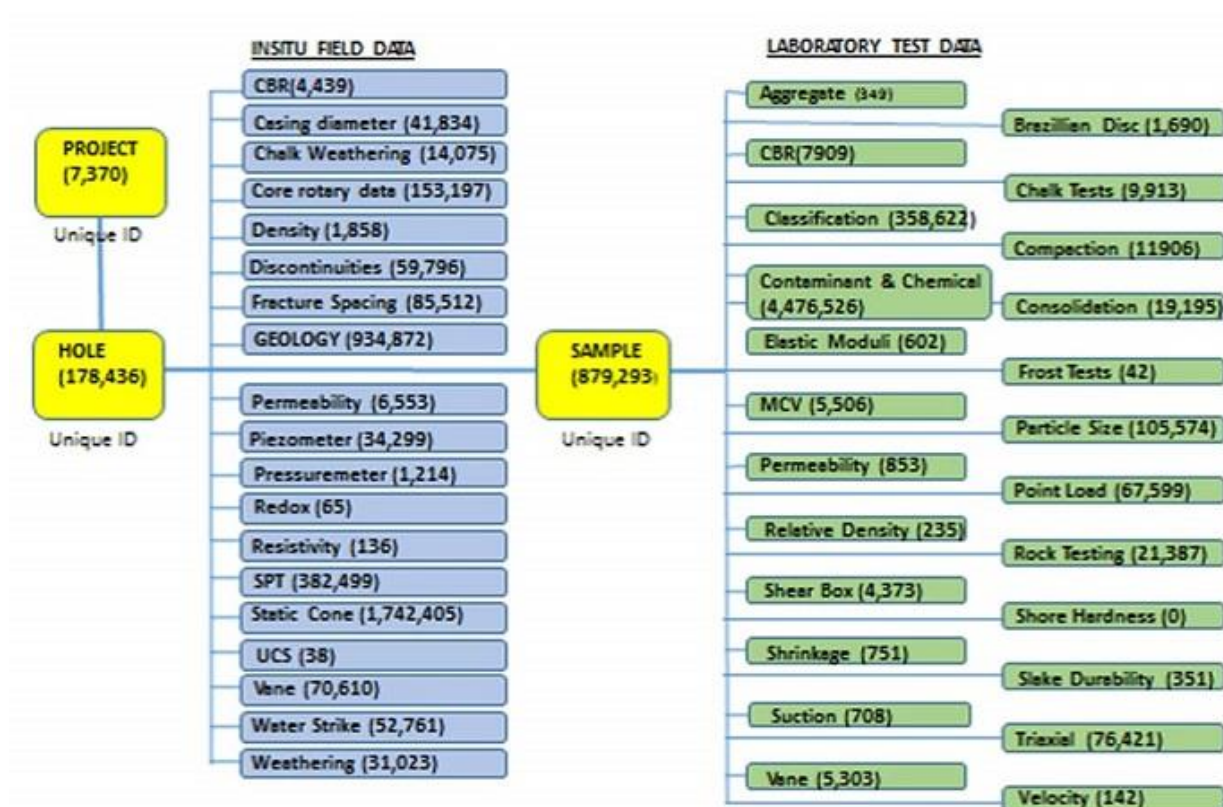 INSITU FIELD DATA
LABORATORY TEST DATA
PROJECT
(7,370)
Unique ID
HOLE
(178,436)
Unique ID
CBR(4,439)
Casing diameter (41,834)
Chalk Weathering (14,075)
Core rotary data (153,197)
Density (1,858)
Discontinuities (59,796)
Fracture Spacing (85,512)
GEOLOGY (934,872)
Permeability (6,553)
Piezometer (34,299)
Pressuremeter (1,214)
Redox (65)
Resistivity (136)
SPT (382,499)
Static Cone (1,742,405)
UCS (38)
Vane (70,610)
Water Strike (52,761)
Weathering (31,023)
SAMPLE
(879,293)
Unique ID
Aggregate (349)
Brazillian Disc (1,690)
CBR(7909)
Chalk Tests (9,913)
Classification (358,622)
Compaction (11906)
Contaminant & Chemical
(4,476,526)
Consolidation (19,195)
Elastic Moduli (602)
Frost Tests (42)
MCV (5,506)
Particle Size (105,574)
Permeability (853)
Point Load (67,599)
Relative Density (235)
Rock Testing (21,387)
Shear Box (4,373)
Shore Hardness (0)
Shrinkage (751)
Slake Durability (351)
Suction (708)
Triaxial (76,421)
Vane (5,303)
Velocity (142)